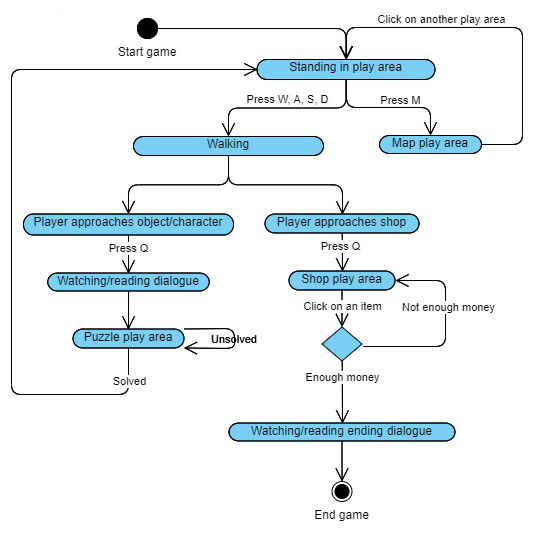 Click on another play area
Start game
Standing in play area
Press W, A, S, D
Press M
Walking
Map play area
Player approaches object/character
Player approaches shop
Press Q
Press Q
Watching/reading dialogue
Shop play area
Click on an item
Not enough money
Puzzle play area
Unsolved
Solved
Enough money
Watching/reading ending dialogue
End game